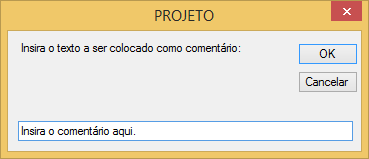 PROJETO
Insira o texto a ser colocado como comentário:
OK
Cancelar
Insira o comentário aqui.